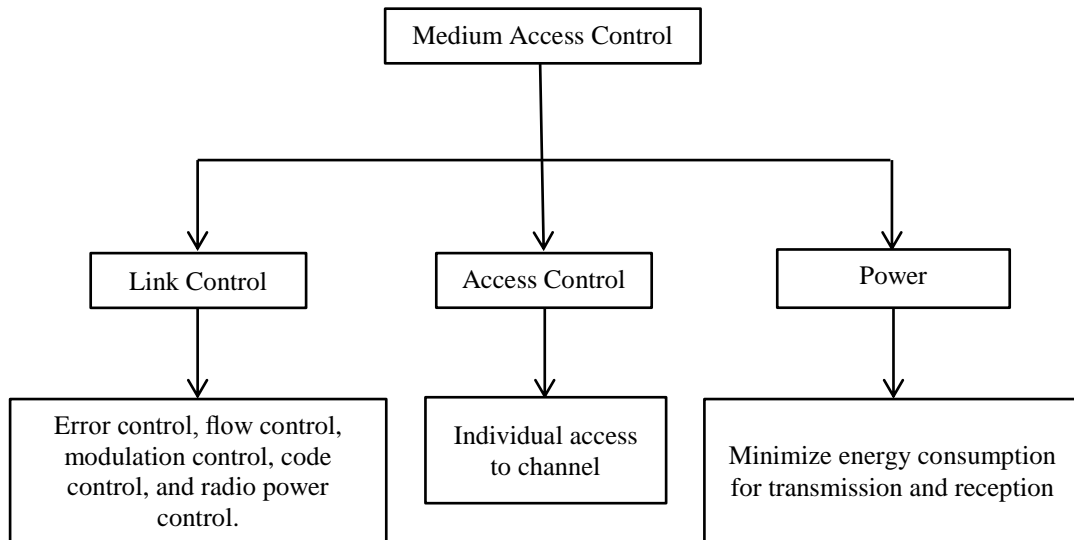 Medium Access Control
Link Control
Access Control
Power
Error control, flow control,
modulation control, code
control, and radio power
control.
Individual access
to channel
Minimize energy consumption
for transmission and reception